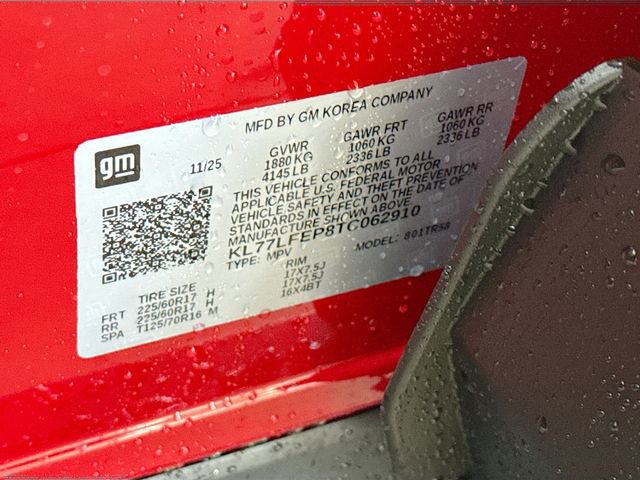 MFD BY GM KOREA COMPANY
gm
11/25
GVWR GAWR FRT GAWR RR
1880 KG 1060 KG 1060 KG
4145 LB 2336 LB 2336 LB
THIS VEHICLE CONFORMS TO ALL
APPLICABLE U.S. FEDERAL MOTOR
VEHICLE SAFETY AND THEFT PREVENTION
STANDARDS IN EFFECT ON THE DATE OF
MANUFACTURE SHOWN ABOVE.
KL77LFEP8TC062910
TYPE: MPV MODEL: 801TR58
TIRE SIZE RIM
FRT 225/60R17 H 17X7.5J
RR 225/60R17 H 17X7.5J
SPA T125/70R16 M 16X4BT